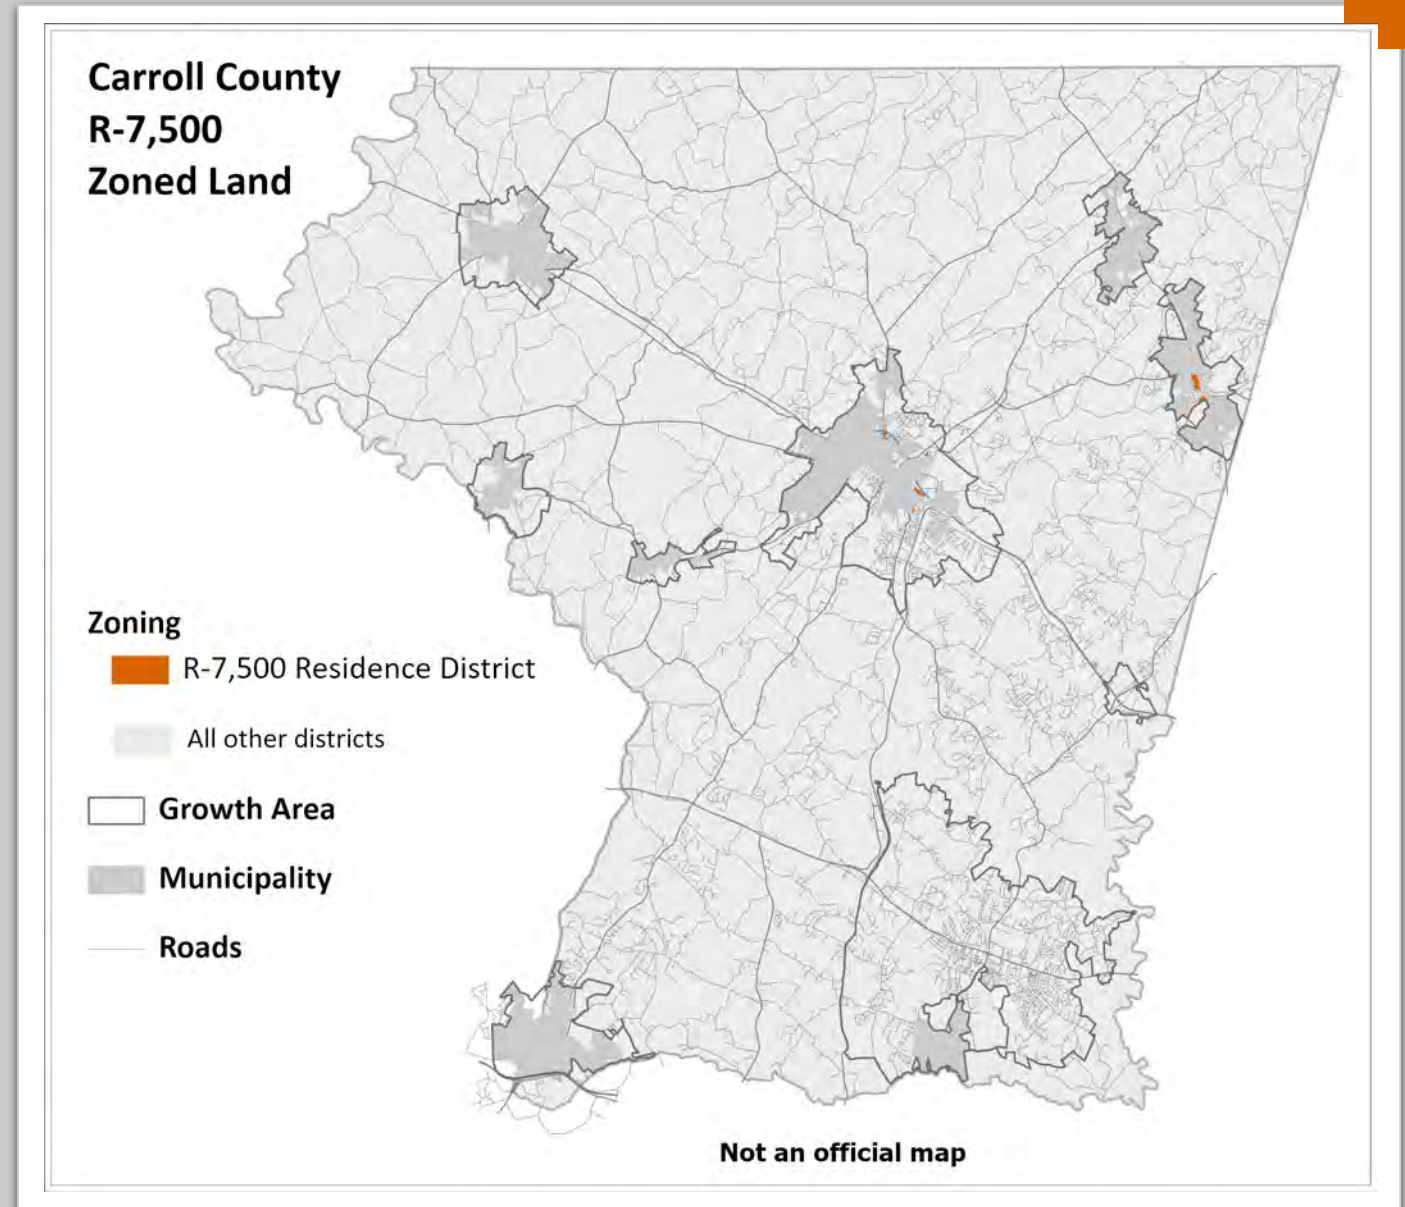 Carroll County
R-7,500
Zoned Land
Zoning
R-7,500 Residence District
All other districts
Growth Area
Municipality
Roads
Not an official map